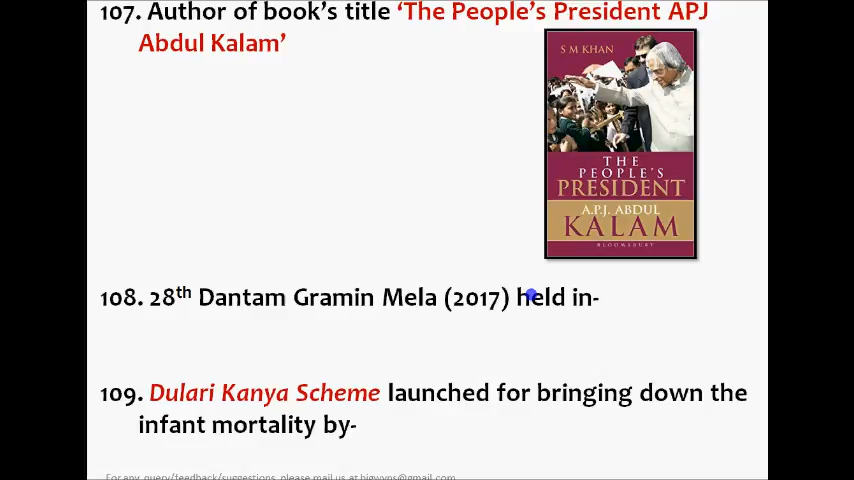 107. Author of book's title 'The People's President APJ
Abdul Kalam'
S M KHAN
THE
PEOPLE'S
PRESIDENT
A.P.J. ABDUL
KALAM
BLOOMSBURY
108. 28th Dantam Gramin Mela (2017) held in-
109. Dulari Kanya Scheme launched for bringing down the
infant mortality by-
For any query/feedback/suggestions, please mail us at